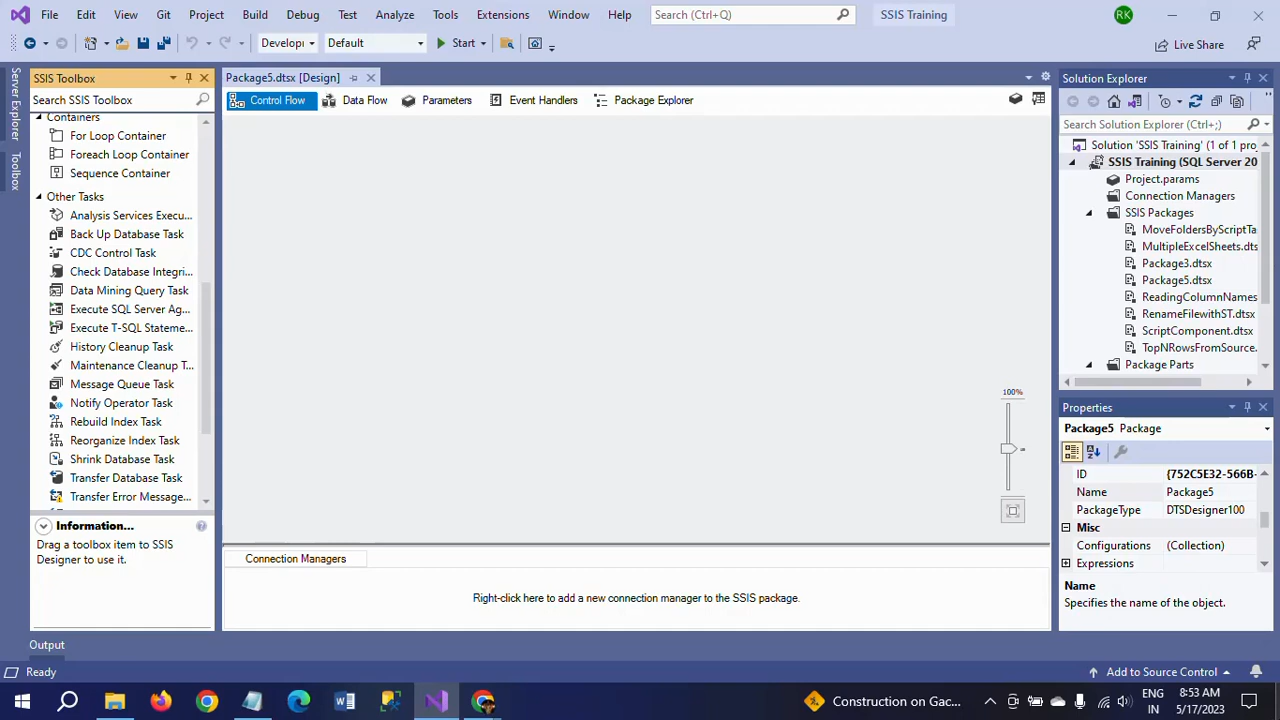 File Edit View Git Project Build Debug Test Analyze Tools Extensions Window Help Search (Ctrl+Q) SSIS Training RK
Developi Default Start Live Share
Server Explorer
Toolbox
SSIS Toolbox
Search SSIS Toolbox
Containers
For Loop Container
Foreach Loop Container
Sequence Container
Other Tasks
Analysis Services Execu...
Back Up Database Task
CDC Control Task
Check Database Integri...
Data Mining Query Task
Execute SQL Server Ag...
Execute T-SQL Stateme...
History Cleanup Task
Maintenance Cleanup T...
Message Queue Task
Notify Operator Task
Rebuild Index Task
Reorganize Index Task
Shrink Database Task
Transfer Database Task
Transfer Error Message...
Information...
Drag a toolbox item to SSIS
Designer to use it.
Package5.dtsx [Design]
Control Flow Data Flow Parameters Event Handlers Package Explorer
100%
Connection Managers
Right-click here to add a new connection manager to the SSIS package.
Solution Explorer
Search Solution Explorer (Ctrl+;)
Solution 'SSIS Training' (1 of 1 proj
SSIS Training (SQL Server 20
Project.params
Connection Managers
SSIS Packages
MoveFoldersByScriptTa
MultipleExcelSheets.dts
Package3.dtsx
Package5.dtsx
ReadingColumnNames
RenameFilewithST.dtsx
ScriptComponent.dtsx
TopNRowsFromSource.
Package Parts
Properties
Package5 Package
ID {752C5E32-566B-
Name Package5
PackageType DTSDesigner100
Misc
Configurations (Collection)
Expressions
Name
Specifies the name of the object.
Output
Ready Add to Source Control
Construction on Gac... ENG 8:53 AM
IN 5/17/2023